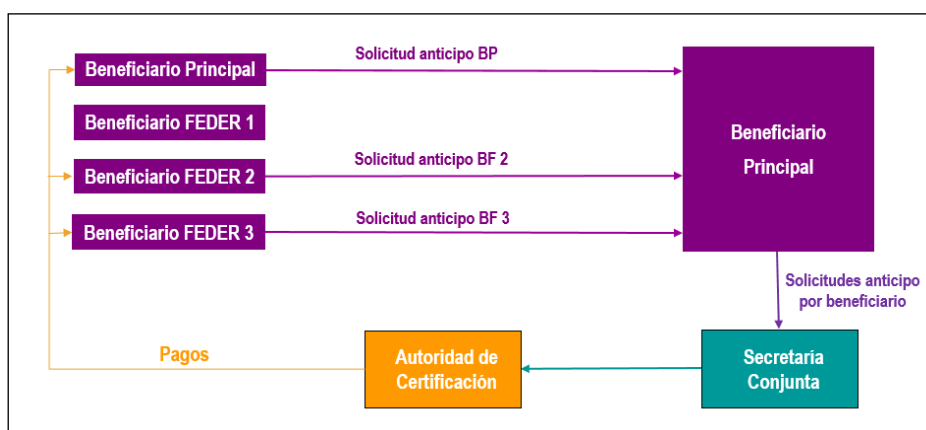 Solicitud anticipo BP
Beneficiario Principal
Beneficiario FEDER 1
Solicitud anticipo BF 2
Beneficiario FEDER 2
Solicitud anticipo BF 3
Beneficiario FEDER 3
Beneficiario
Principal
Solicitudes anticipo
por beneficiario
Pagos
Autoridad de
Certificación
Secretaría
Conjunta